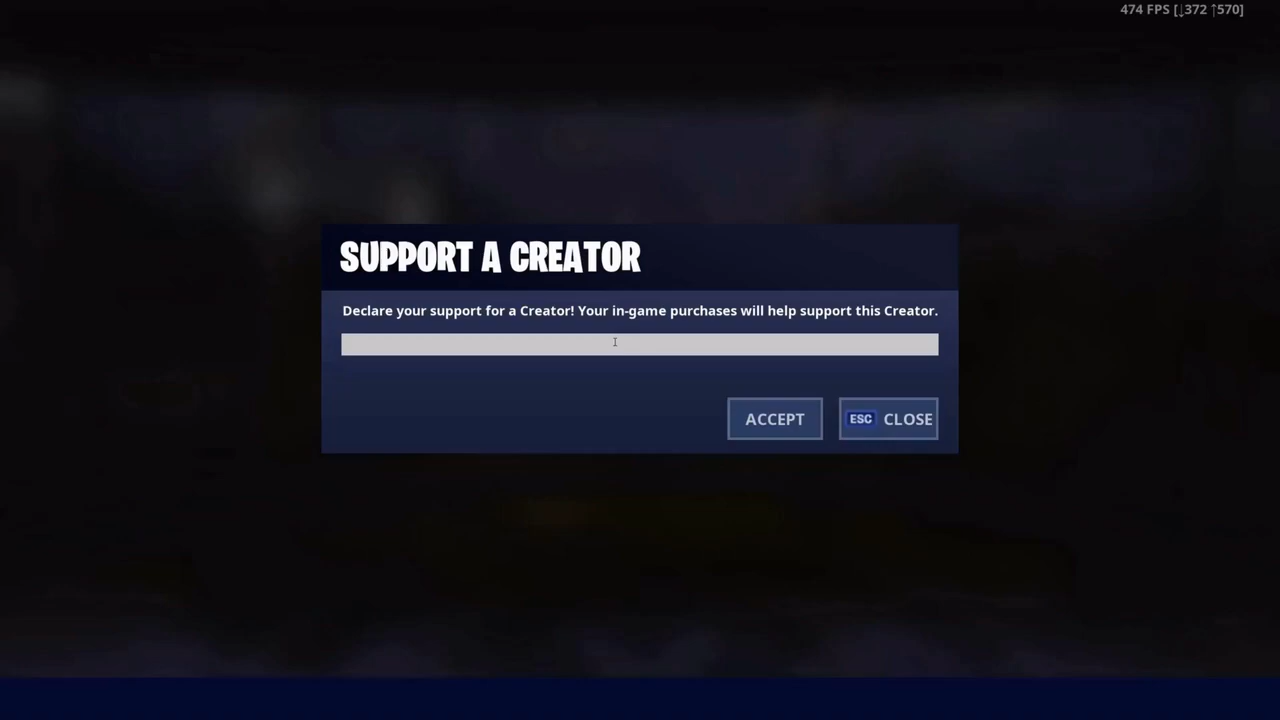 474 FPS [↓372 ↑570]
SUPPORT A CREATOR
Declare your support for a Creator! Your in-game purchases will help support this Creator.
ACCEPT
ESC CLOSE